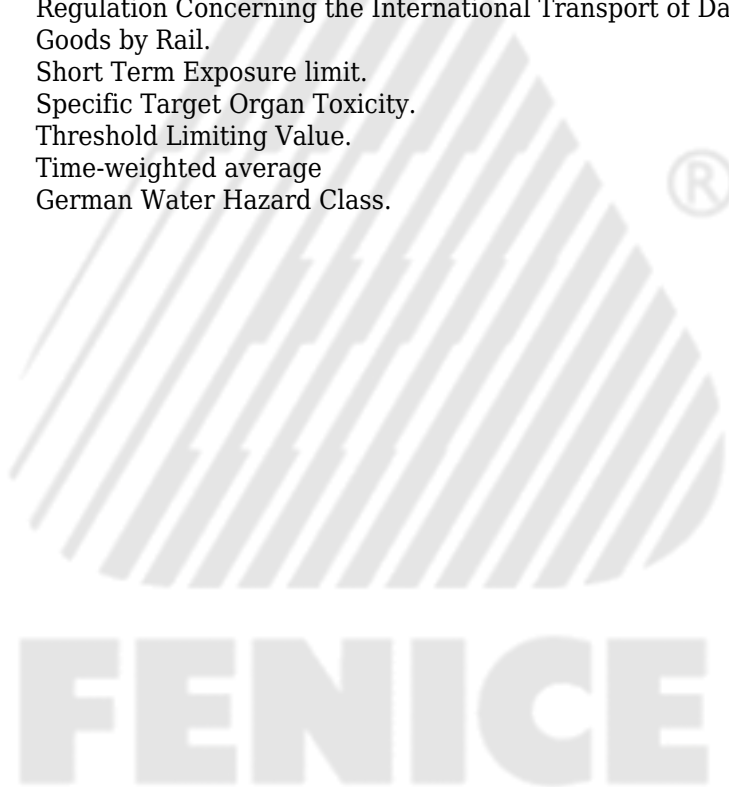 Regulation Concerning the International Transport of Da
Goods by Rail.
Short Term Exposure limit.
Specific Target Organ Toxicity.
Threshold Limiting Value.
Time-weighted average
German Water Hazard Class.
®
FENICE